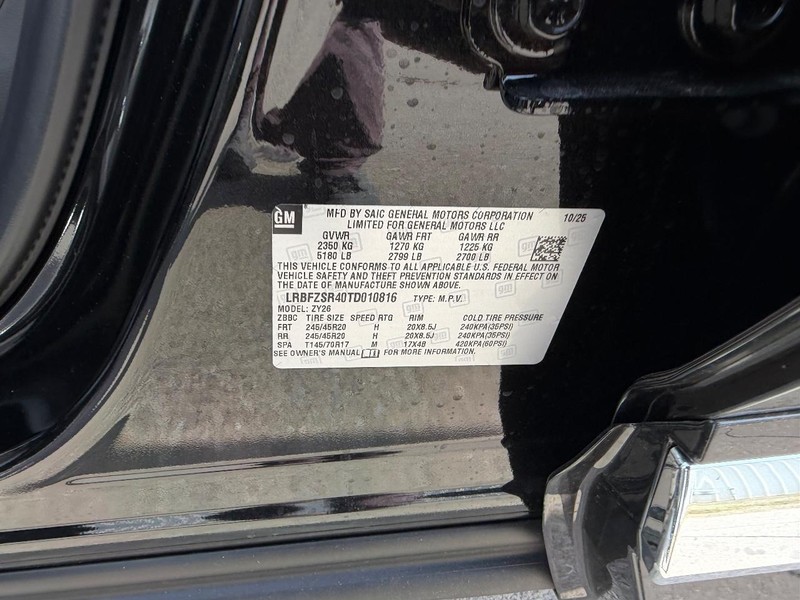 GM
MFD BY SAIC GENERAL MOTORS CORPORATION 10/25
LIMITED FOR GENERAL MOTORS LLC
GVWR GAWR FRT GAWR RR
2350 KG 1270 KG 1225 KG
5180 LB 2799 LB 2700 LB
THIS VEHICLE CONFORMS TO ALL APPLICABLE U.S. FEDERAL MOTOR
VEHICLE SAFETY AND THEFT PREVENTION STANDARDS IN EFFECT ON
THE DATE OF MANUFACTURE SHOWN ABOVE.
LRBFZSR40TD010816 TYPE: M.P.V.
MODEL: ZY26
ZBBC TIRE SIZE SPEED RTG RIM COLD TIRE PRESSURE
FRT 245/45R20 H 20X8.5J 240KPA(35PSI)
RR 245/45R20 H 20X8.5J 240KPA(35PSI)
SPA T145/70R17 M 17X4B 420KPA(60PSI)
SEE OWNER'S MANUAL FOR MORE INFORMATION.